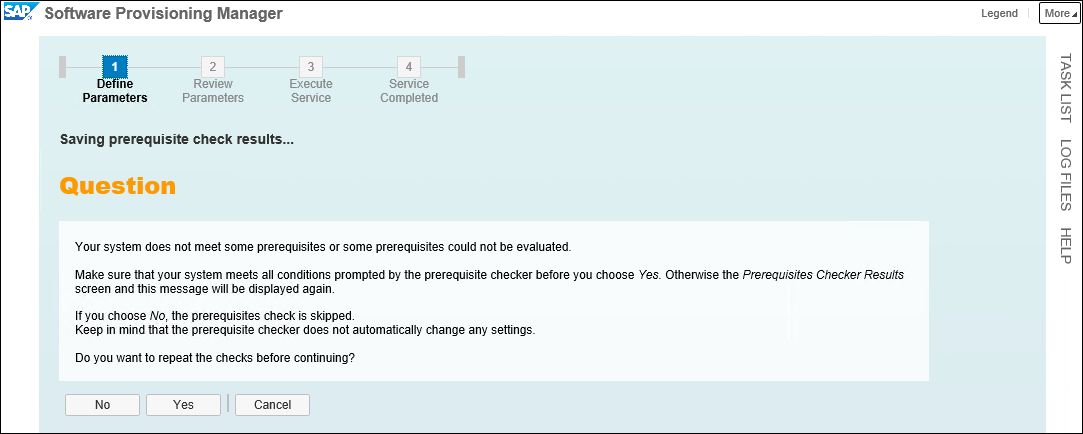 SAP Software Provisioning Manager
Legend
More
1
2
3
4
Define
Parameters
Review
Parameters
Execute
Service
Service
Completed
Saving prerequisite check results...
Question
Your system does not meet some prerequisites or some prerequisites could not be evaluated.
Make sure that your system meets all conditions prompted by the prerequisite checker before you choose Yes. Otherwise the Prerequisites Checker Results
screen and this message will be displayed again.
If you choose No, the prerequisites check is skipped.
Keep in mind that the prerequisite checker does not automatically change any settings.
Do you want to repeat the checks before continuing?
No
Yes
Cancel
TASK LIST
LOG FILES
HELP